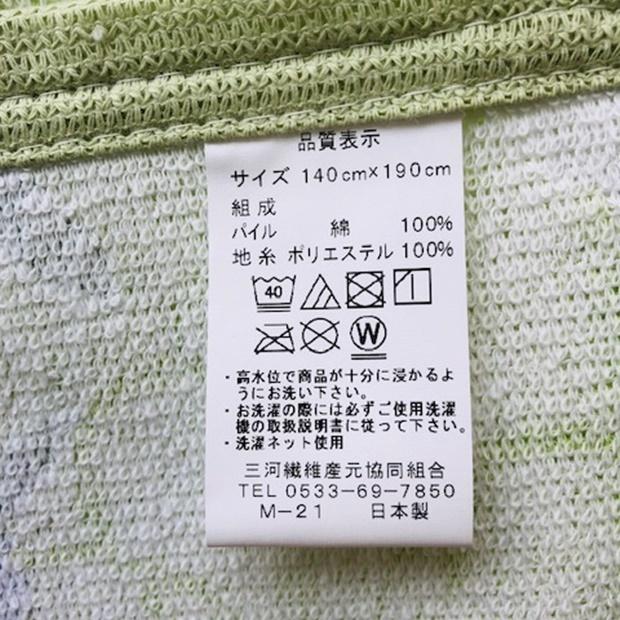 品質表示
サイズ 140cm×190cm
組成
パイル 綿 100%
地糸 ポリエステル 100%
40
W
・高水位で商品が十分に浸かるよ
うにお洗い下さい。
・お洗濯の際には必ずご使用洗濯
機の取扱説明書に従って下さい。
・洗濯ネット使用
三河繊維産元協同組合
TEL 0533-69-7850
M-21 日本製